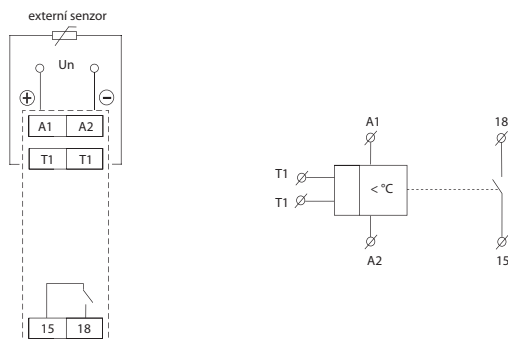 externí senzor
Un
+ −
A1 A2
T1 T1
15 18
A1
18
T1
< °C
T1
A2
15